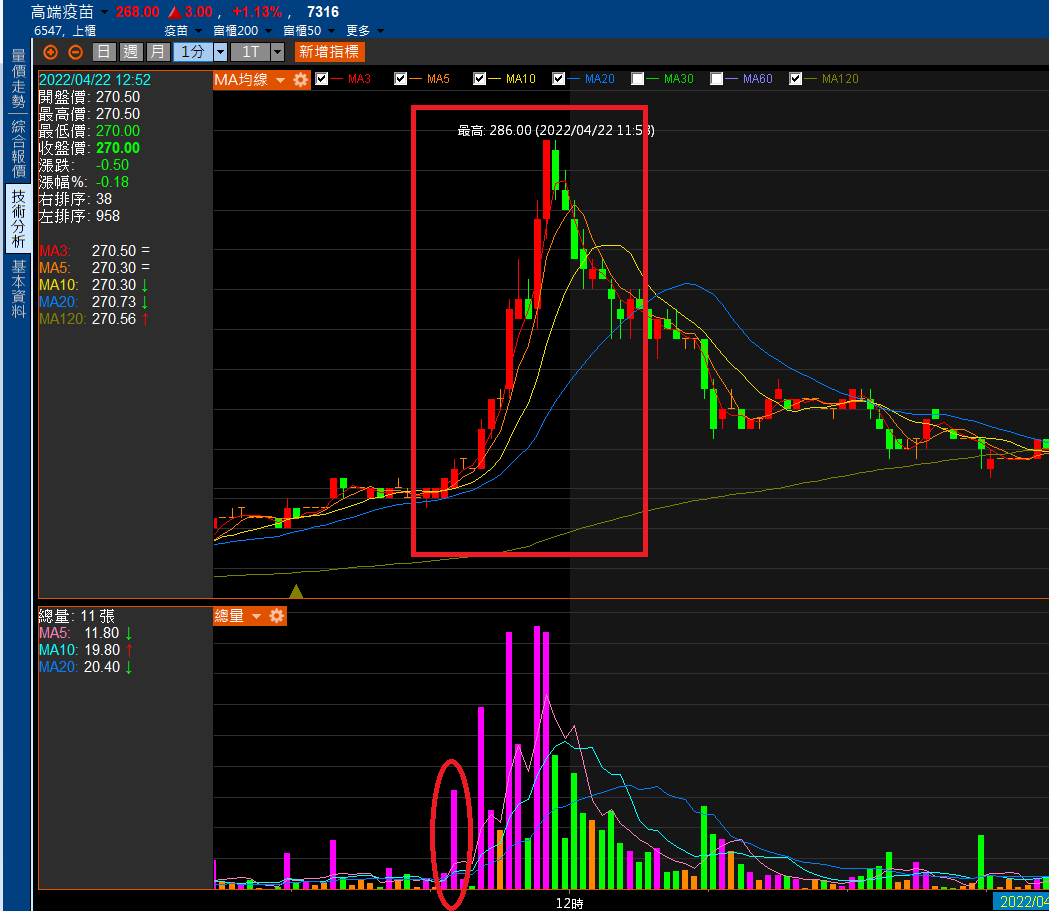 高端疫苗 268.00 ▲3.00 , +1.13% , 7316
6547, 上櫃 疫苗 富櫃200 富櫃50 更多
日 週 月 1分 1T 新增指標
量價走勢
綜合報價
技術分析
基本資料
2022/04/22 12:52
開盤價: 270.50
最高價: 270.50
最低價: 270.00
收盤價: 270.00
漲跌: -0.50
漲幅%: -0.18
右排序: 38
左排序: 958
MA3: 270.50 =
MA5: 270.30 =
MA10: 270.30 ↓
MA20: 270.73 ↓
MA120: 270.56 ↑
MA均線 MA3 MA5 MA10 MA20 MA30 MA60 MA120
最高: 286.00 (2022/04/22 11:58)
總量: 11 張
MA5: 11.80 ↓
MA10: 19.80 ↑
MA20: 20.40 ↓
總量
12時
2022/04